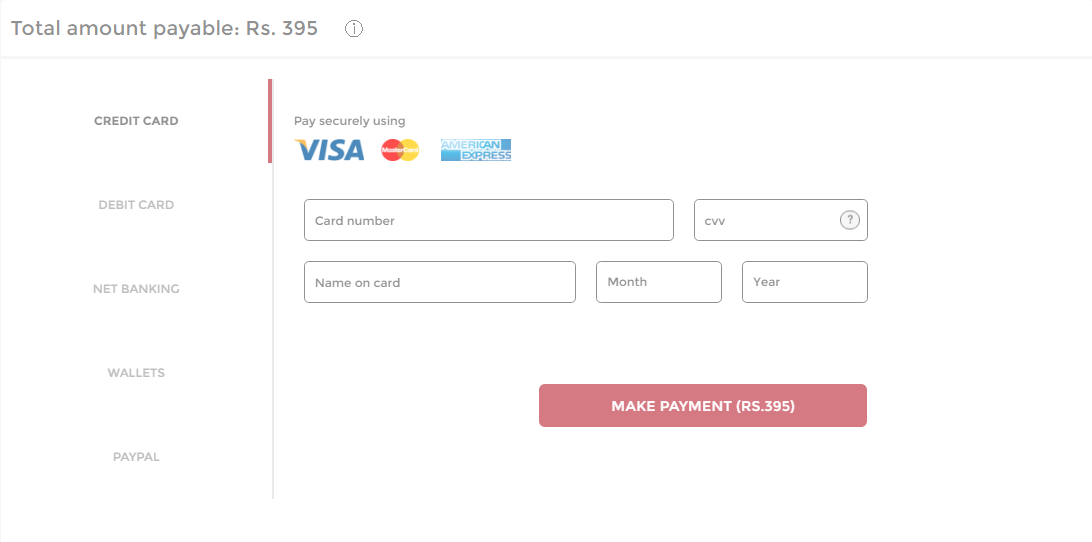 Total amount payable: Rs. 395 i
CREDIT CARD
DEBIT CARD
NET BANKING
WALLETS
PAYPAL
Pay securely using
VISA MasterCard AMERICAN EXPRESS
Card number
cvv ?
Name on card
Month
Year
MAKE PAYMENT (RS.395)